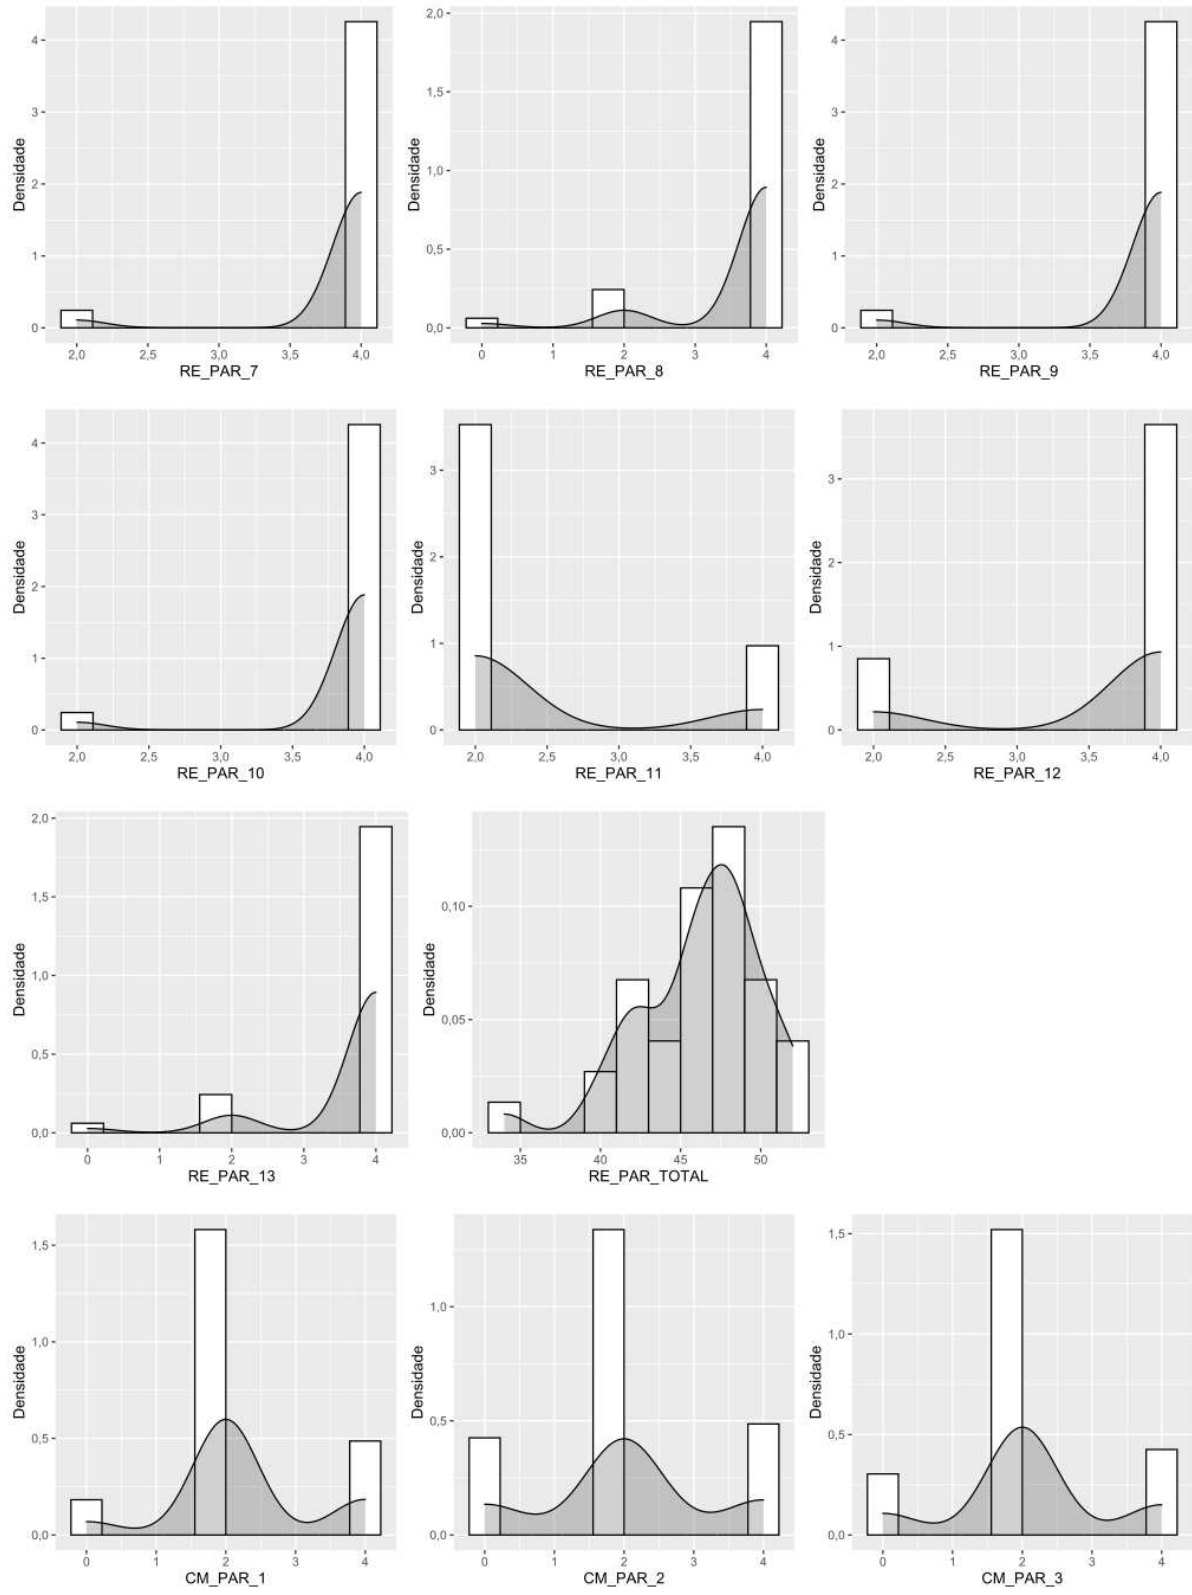 Densidade
4
3
2
1
0
2,0 2,5 3,0 3,5 4,0
RE_PAR_7
Densidade
2,0
1,5
1,0
0,5
0,0
0 1 2 3 4
RE_PAR_8
Densidade
4
3
2
1
0
2,0 2,5 3,0 3,5 4,0
RE_PAR_9
Densidade
4
3
2
1
0
2,0 2,5 3,0 3,5 4,0
RE_PAR_10
Densidade
3
2
1
0
2,0 2,5 3,0 3,5 4,0
RE_PAR_11
Densidade
3
2
1
0
2,0 2,5 3,0 3,5 4,0
RE_PAR_12
Densidade
2,0
1,5
1,0
0,5
0,0
0 1 2 3 4
RE_PAR_13
Densidade
0,10
0,05
0,00
35 40 45 50
RE_PAR_TOTAL
Densidade
1,5
1,0
0,5
0,0
0 1 2 3 4
CM_PAR_1
Densidade
1,0
0,5
0,0
0 1 2 3 4
CM_PAR_2
Densidade
1,5
1,0
0,5
0,0
0 1 2 3 4
CM_PAR_3